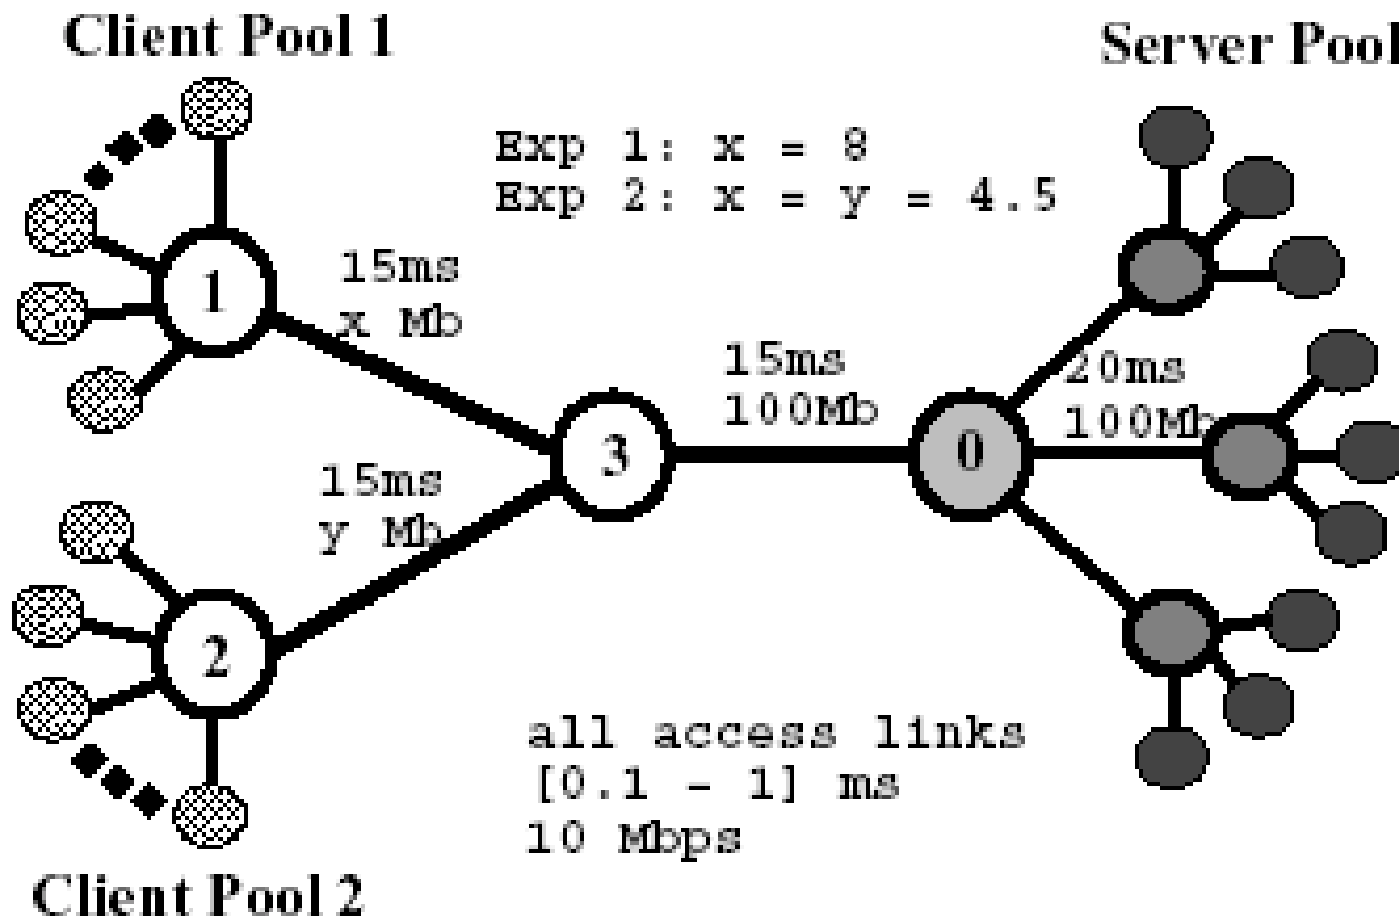 Client Pool 1
Server Pool
Exp 1: x = 8
Exp 2: x = y = 4.5
15ms
x Mb
1
15ms
100Mb
20ms
100Mb
3
0
15ms
y Mb
2
all access links
[0.1 - 1] ms
10 Mbps
Client Pool 2